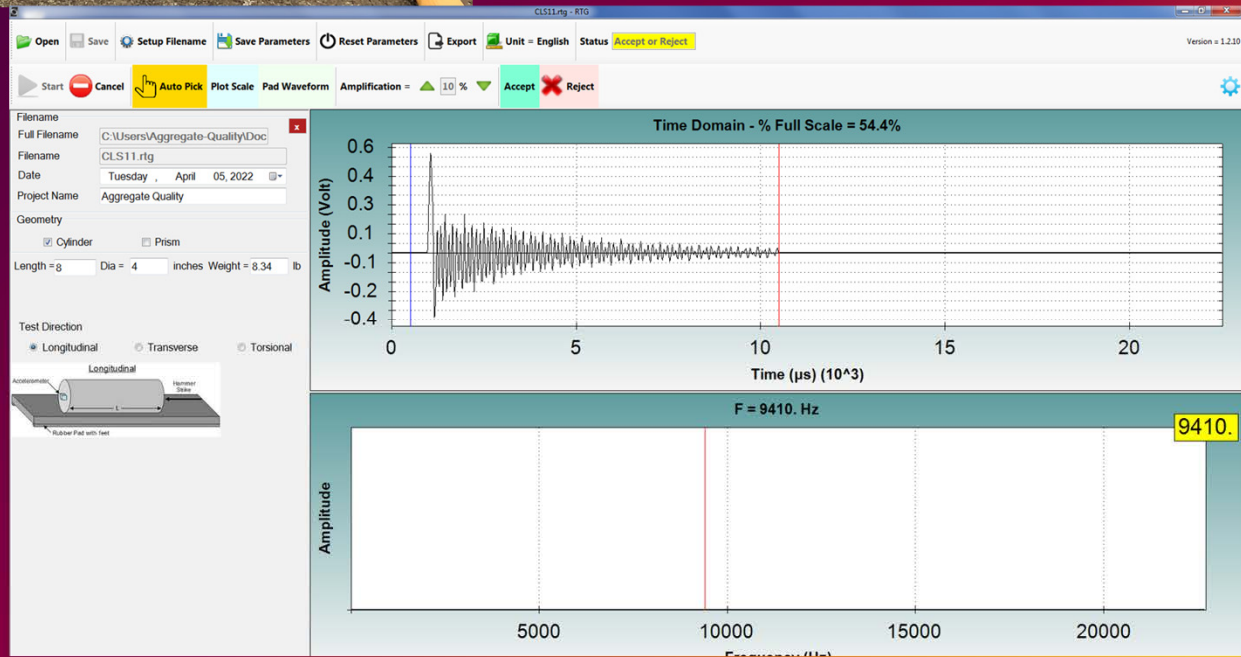 CLS11.rtg - RTG
Open Save Setup Filename Save Parameters Reset Parameters Export Unit = English Status Accept or Reject Version = 1.2.10
Start Cancel Auto Pick Plot Scale Pad Waveform Amplification = 10 % Accept Reject
Filename
Full Filename C:\Users\Aggregate-Quality\Doc
Filename CLS11.rtg
Date Tuesday , April 05, 2022
Project Name Aggregate Quality
Geometry
Cylinder Prism
Length = 8 Dia = 4 inches Weight = 8.34 lb
Test Direction
Longitudinal Transverse Torsional
Longitudinal
Accelerometer
Hammer
Strike
L
Rubber Pad with feet
Time Domain - % Full Scale = 54.4%
Amplitude (Volt)
0.6
0.4
0.3
0.1
-0.1
-0.2
-0.4
0 5 10 15 20
Time (µs) (10^3)
F = 9410. Hz
9410.
Amplitude
5000 10000 15000 20000
Frequency (Hz)